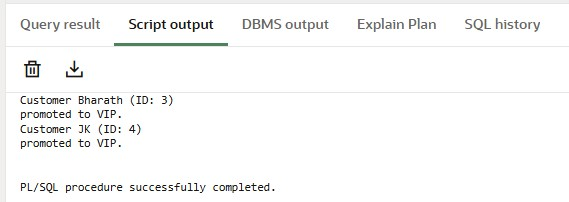 Query result Script output DBMS output Explain Plan SQL history
Customer Bharath (ID: 3)
promoted to VIP.
Customer JK (ID: 4)
promoted to VIP.
PL/SQL procedure successfully completed.